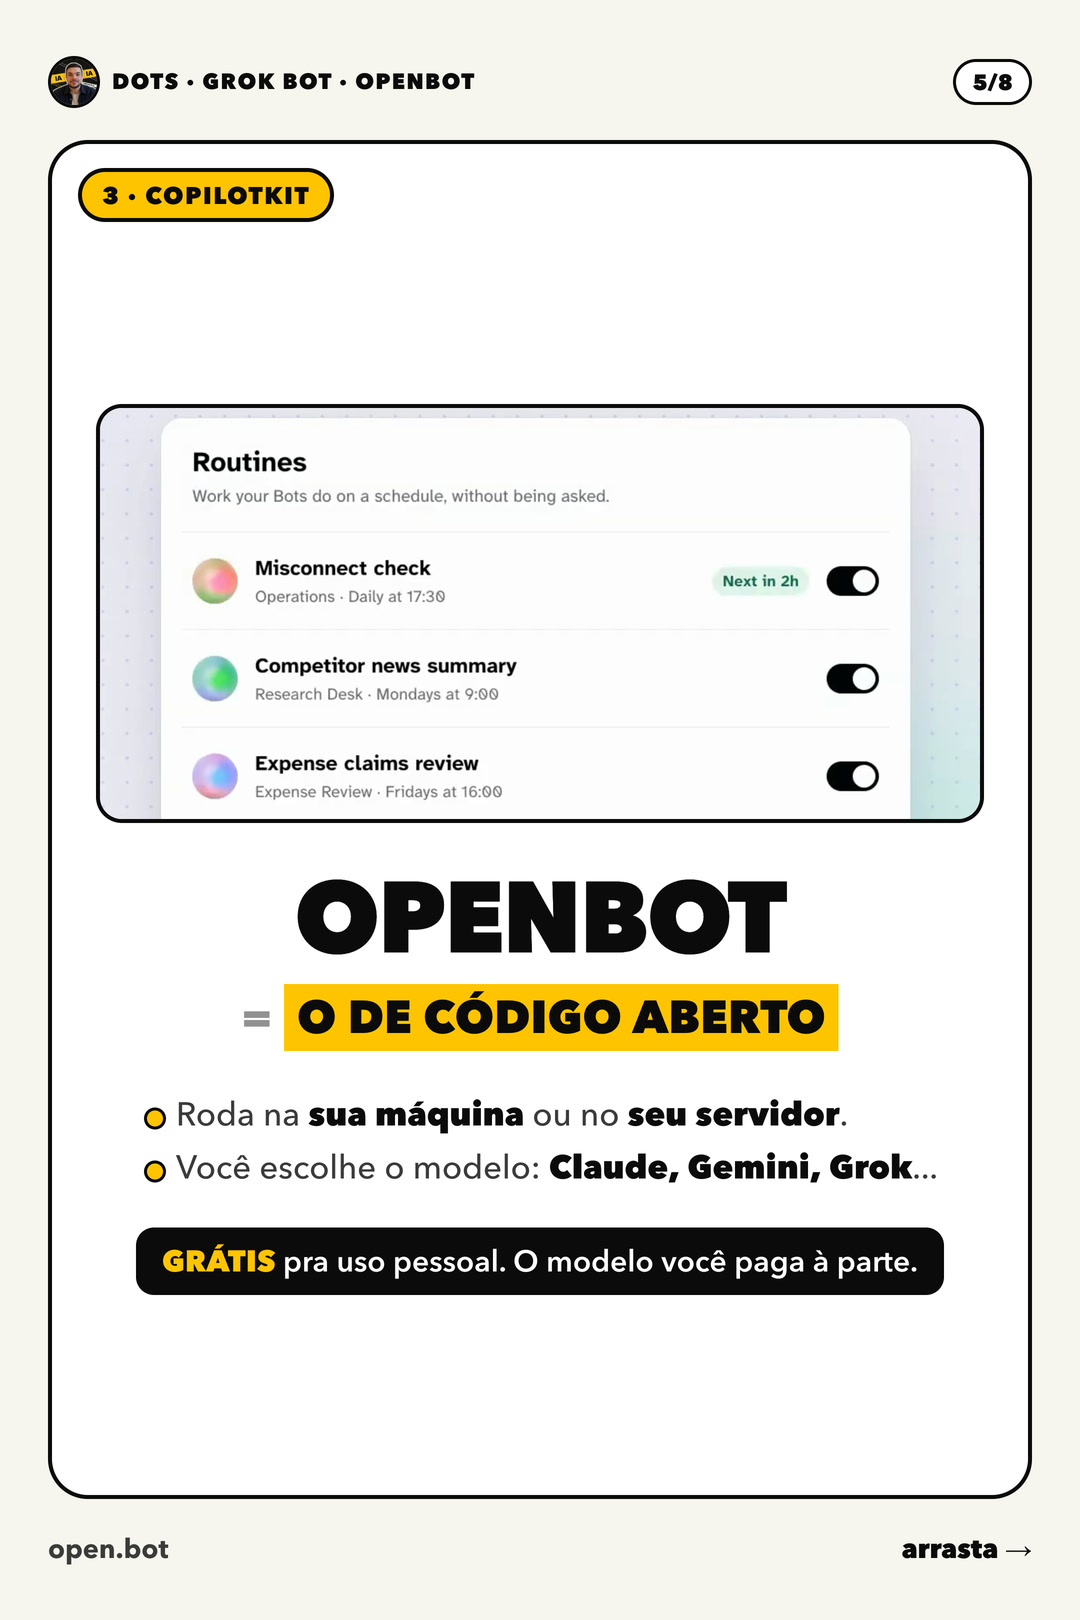 DOTS · GROK BOT · OPENBOT
5/8
3 · COPILOTKIT
Routines
Work your Bots do on a schedule, without being asked.
Misconnect check
Operations · Daily at 17:30
Next in 2h
Competitor news summary
Research Desk · Mondays at 9:00
Expense claims review
Expense Review · Fridays at 16:00
OPENBOT
= O DE CÓDIGO ABERTO
Roda na sua máquina ou no seu servidor.
Você escolhe o modelo: Claude, Gemini, Grok...
GRÁTIS pra uso pessoal. O modelo você paga à parte.
open.bot
arrasta →